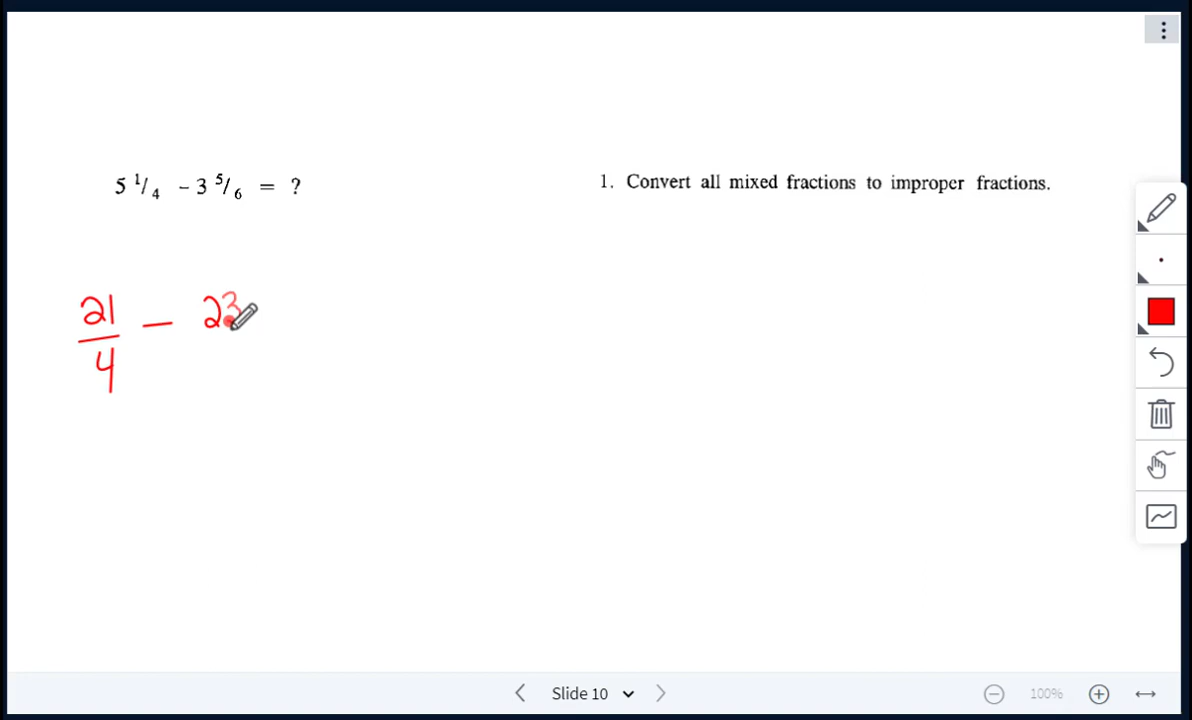 5 1/4 - 3 5/6 = ?
1. Convert all mixed fractions to improper fractions.
21/4 - 23
Slide 10
100%